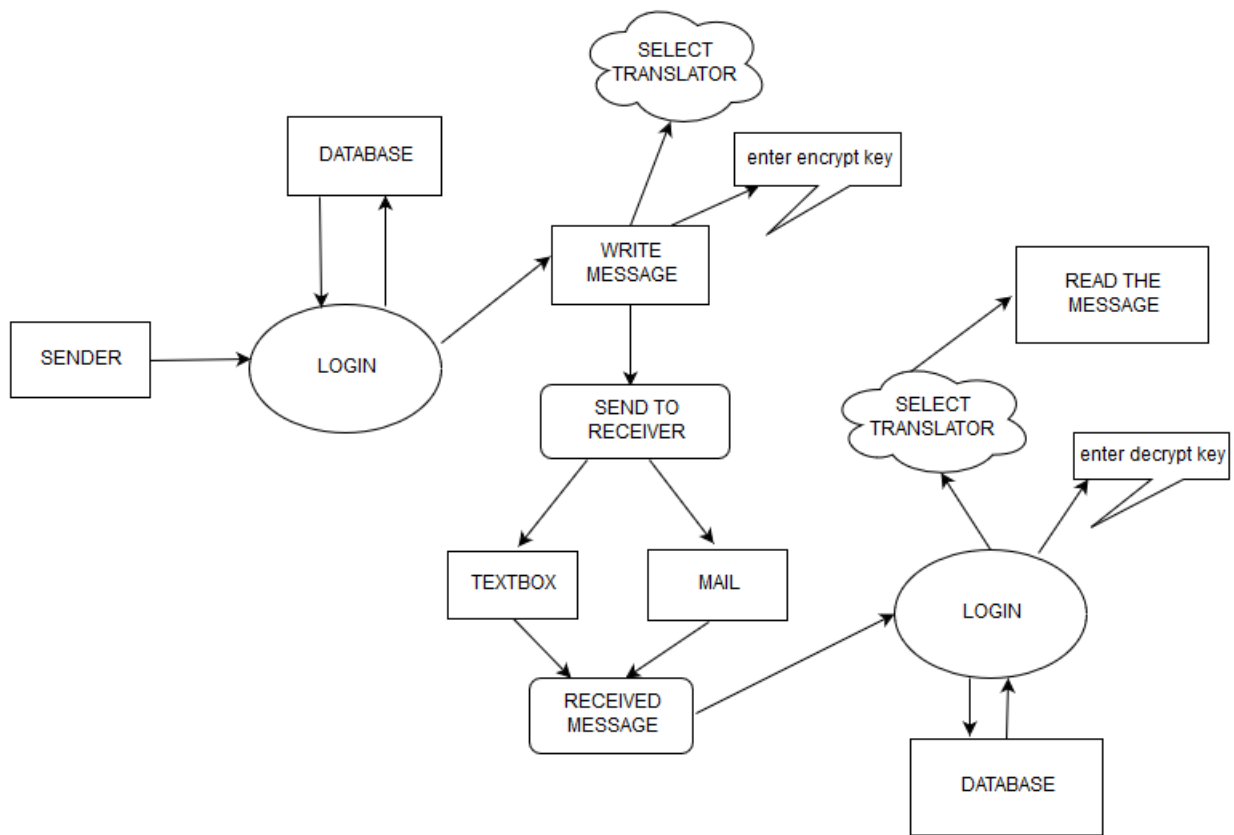 SELECT
TRANSLATOR
DATABASE
enter encrypt key
WRITE
MESSAGE
READ THE
MESSAGE
SENDER
LOGIN
SEND TO
RECEIVER
SELECT
TRANSLATOR
enter decrypt key
TEXTBOX
MAIL
LOGIN
RECEIVED
MESSAGE
DATABASE